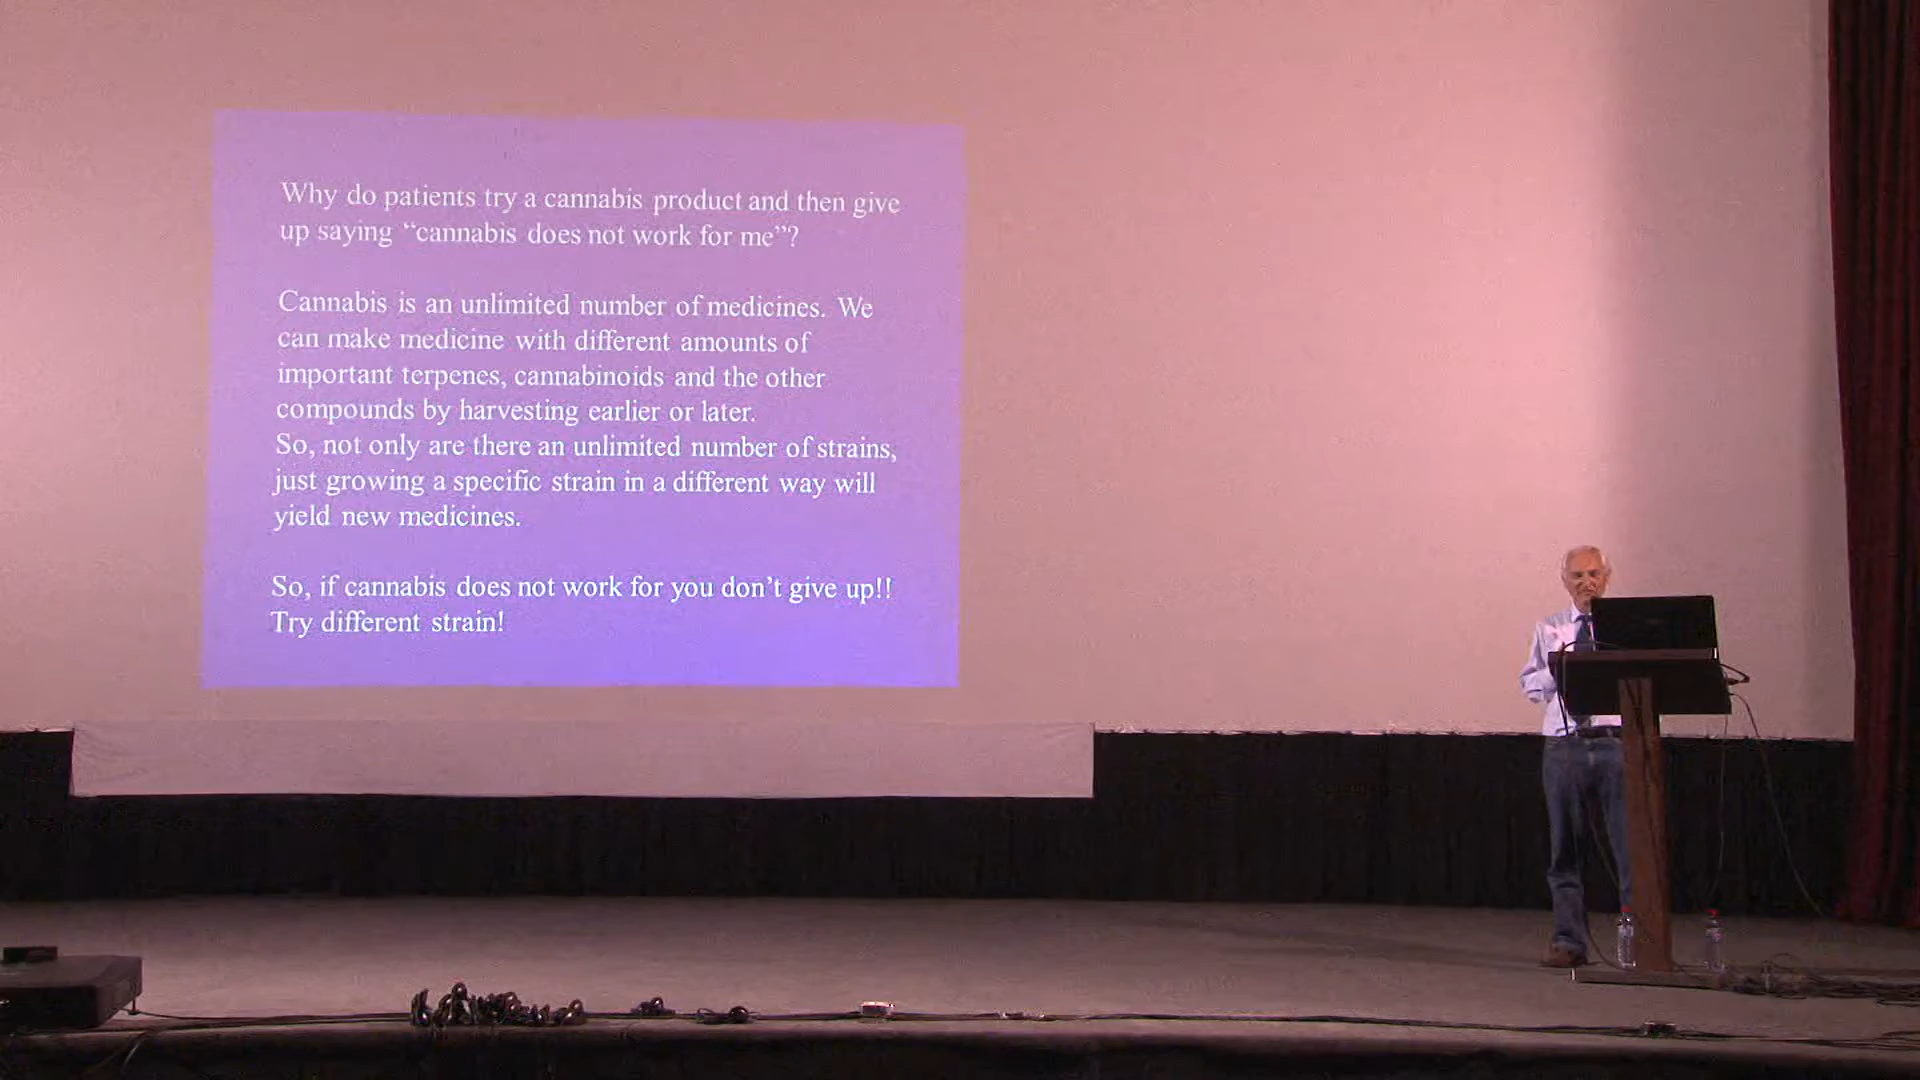 Why do patients try a cannabis product and then give
up saying “cannabis does not work for me”?
Cannabis is an unlimited number of medicines. We
can make medicine with different amounts of
important terpenes, cannabinoids and the other
compounds by harvesting earlier or later.
So, not only are there an unlimited number of strains,
just growing a specific strain in a different way will
yield new medicines.
So, if cannabis does not work for you don’t give up!!
Try different strain!